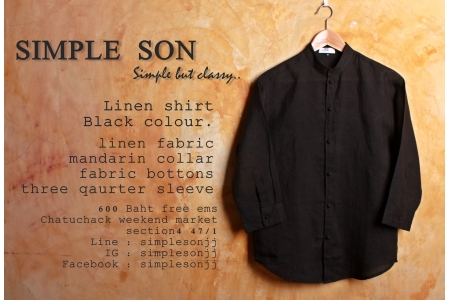 SIMPLE SON
Simple but classy..
Linen shirt
Black colour.
linen fabric
mandarin collar
fabric bottons
three qaurter sleeve
600 Baht free ems
Chatuchack weekend market
section4 47/1
Line : simplesonjj
IG : simplesonjj
Facebook : simplesonjj